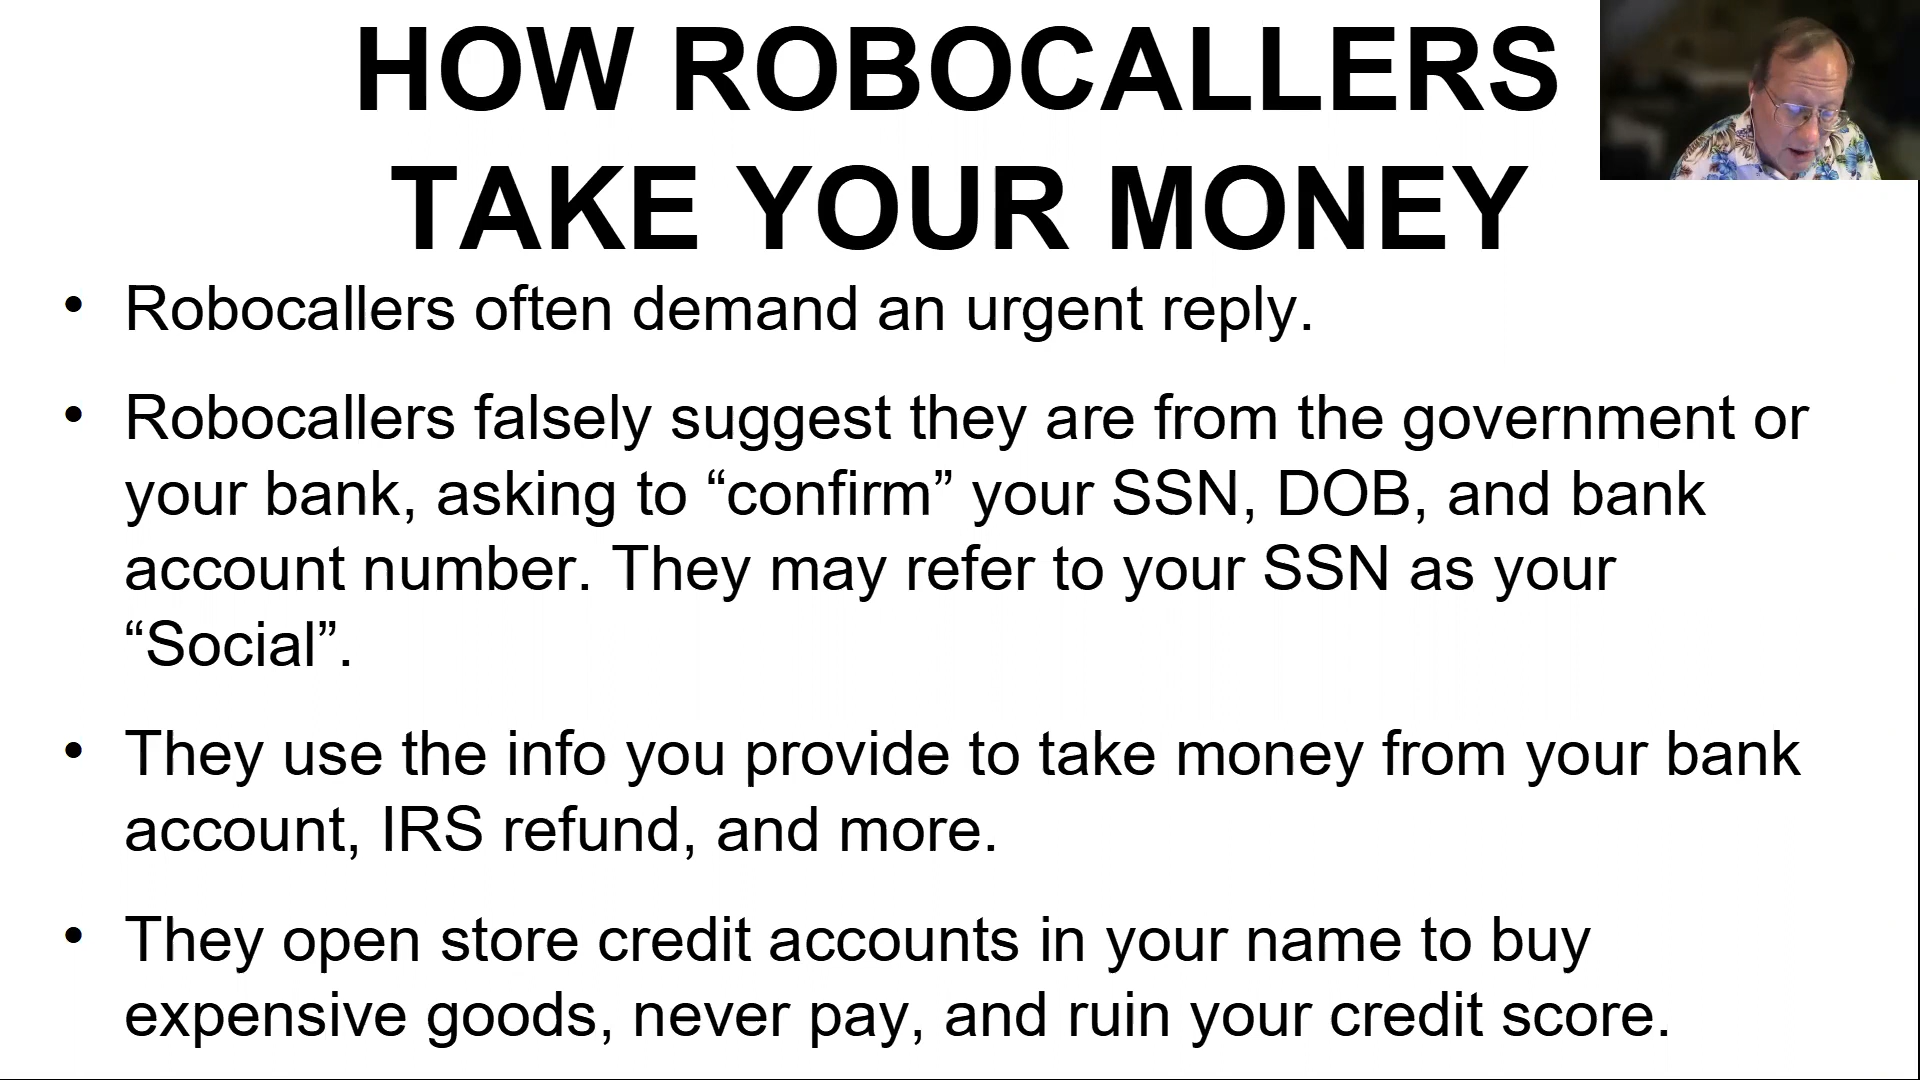 HOW ROBOCALLERS
TAKE YOUR MONEY
• Robocallers often demand an urgent reply.
• Robocallers falsely suggest they are from the government or
your bank, asking to “confirm” your SSN, DOB, and bank
account number. They may refer to your SSN as your
“Social”.
• They use the info you provide to take money from your bank
account, IRS refund, and more.
• They open store credit accounts in your name to buy
expensive goods, never pay, and ruin your credit score.